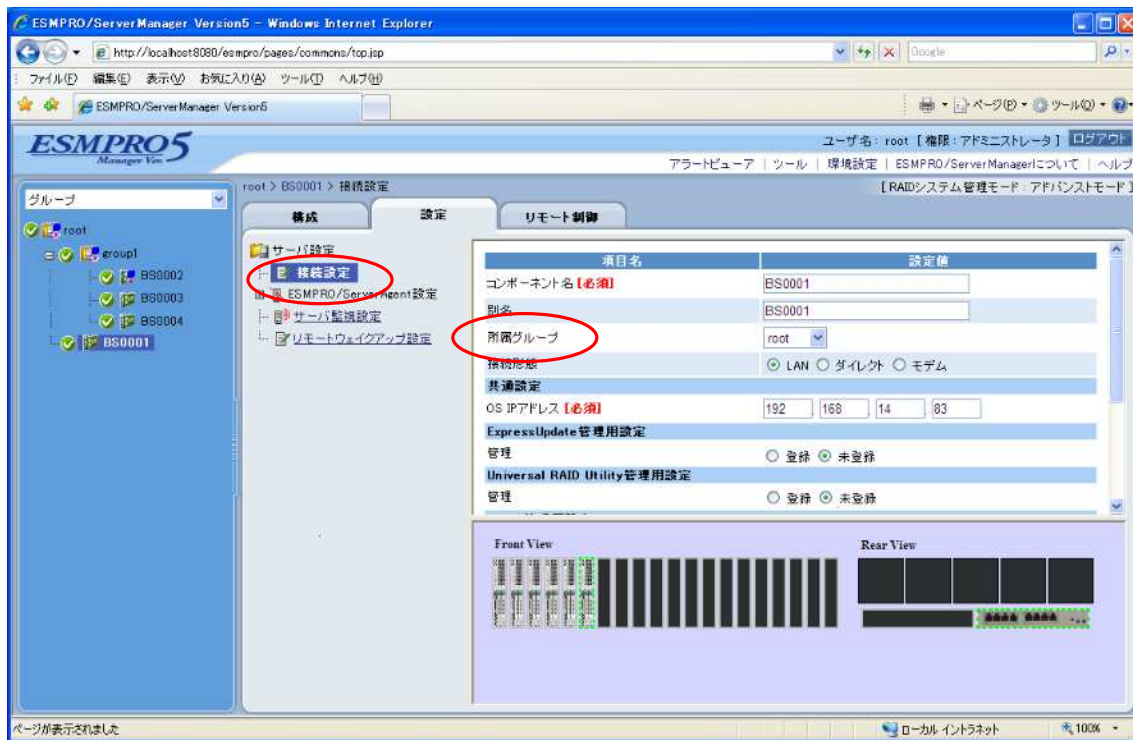 ESMPRO/ServerManager Version5 - Windows Internet Explorer
http://localhost:8080/esmpro/pages/commons/top.jsp
Google
ファイル(F) 編集(E) 表示(V) お気に入り(A) ツール(T) ヘルプ(H)
ESMPRO/ServerManager Version5
ページ(P) ツール(O)
ESMPRO5
Manager Ver.
ユーザ名 : root [ 権限 : アドミニストレータ ] ログアウト
アラートビューア | ツール | 環境設定 | ESMPRO/ServerManagerについて | ヘルプ
root > BS0001 > 接続設定
[ RAIDシステム管理モード : アドバンストモード ]
グループ
root
group1
BS0002
BS0003
BS0004
BS0001
構成 設定 リモート制御
サーバ設定
接続設定
ESMPRO/ServerAgent設定
サーバ監視設定
リモートウェイクアップ設定
項目名 設定値
コンポーネント名 [必須] BS0001
別名 BS0001
所属グループ root
接続形態 LAN ダイレクト モデム
共通設定
OS IPアドレス [必須] 192 . 168 . 14 . 83
ExpressUpdate管理用設定
管理 登録 未登録
Universal RAID Utility管理用設定
管理 登録 未登録
Front View Rear View
ページが表示されました
ローカル イントラネット 100%